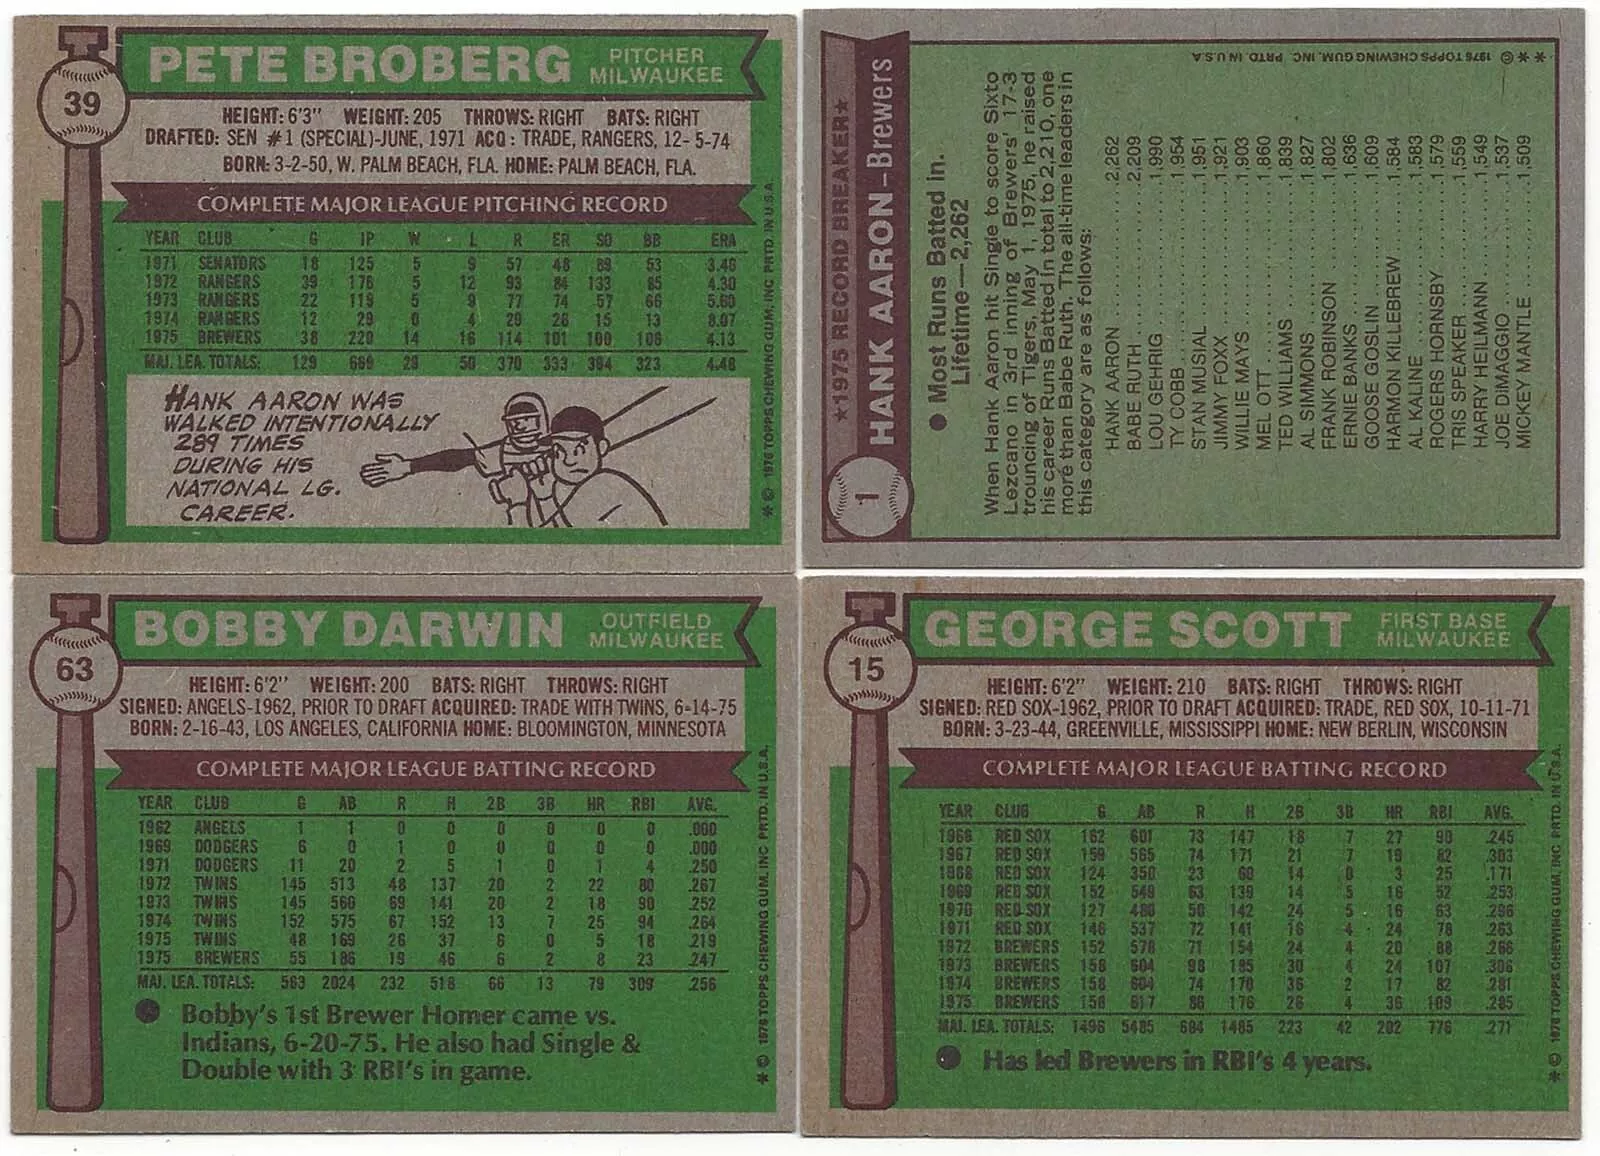 39
PETE BROBERG
PITCHER
MILWAUKEE
HEIGHT: 6'3" WEIGHT: 205 THROWS: RIGHT BATS: RIGHT
DRAFTED: SEN #1 (SPECIAL)-JUNE, 1971 ACQ: TRADE, RANGERS, 12-5-74
BORN: 3-2-50, W. PALM BEACH, FLA. HOME: PALM BEACH, FLA.
COMPLETE MAJOR LEAGUE PITCHING RECORD
YEAR CLUB G IP W L R ER SO BB ERA
1971 SENATORS 18 125 5 9 57 48 89 53 3.46
1972 RANGERS 39 176 5 12 93 84 133 85 4.30
1973 RANGERS 22 119 5 9 77 74 57 66 5.60
1974 RANGERS 12 29 0 4 29 26 15 13 8.07
1975 BREWERS 38 220 14 16 114 101 100 106 4.13
MAJ. LEA. TOTALS: 129 669 29 50 370 333 394 323 4.48
HANK AARON WAS
WALKED INTENTIONALLY
289 TIMES
DURING HIS
NATIONAL LG.
CAREER.
* © 1976 TOPPS CHEWING GUM, INC PRTD. IN U.S.A.
1
★1975 RECORD BREAKER★
HANK AARON-Brewers
● Most Runs Batted in.
Lifetime—2,262
When Hank Aaron hit Single to score Sixto
Lezcano in 3rd inning of Brewers' 17-3
trouncing of Tigers, May 1, 1975, he raised
his career Runs Batted In total to 2,210, one
more than Babe Ruth. The all-time leaders in
this category are as follows:
HANK AARON 2,262
BABE RUTH 2,209
LOU GEHRIG 1,990
TY COBB 1,954
STAN MUSIAL 1,951
JIMMY FOXX 1,921
WILLIE MAYS 1,903
MEL OTT 1,860
TED WILLIAMS 1,839
AL SIMMONS 1,827
FRANK ROBINSON 1,802
ERNIE BANKS 1,636
GOOSE GOSLIN 1,609
HARMON KILLEBREW 1,584
AL KALINE 1,583
ROGERS HORNSBY 1,579
TRIS SPEAKER 1,559
HARRY HEILMANN 1,549
JOE DIMAGGIO 1,537
MICKEY MANTLE 1,509
* * © 1976 TOPPS CHEWING GUM, INC. PRTD. IN U.S.A.
63
BOBBY DARWIN
OUTFIELD
MILWAUKEE
HEIGHT: 6'2" WEIGHT: 200 BATS: RIGHT THROWS: RIGHT
SIGNED: ANGELS-1962, PRIOR TO DRAFT ACQUIRED: TRADE WITH TWINS, 6-14-75
BORN: 2-16-43, LOS ANGELES, CALIFORNIA HOME: BLOOMINGTON, MINNESOTA
COMPLETE MAJOR LEAGUE BATTING RECORD
YEAR CLUB G AB R H 2B 3B HR RBI AVG.
1962 ANGELS 1 1 0 0 0 0 0 0 .000
1969 DODGERS 6 0 1 0 0 0 0 0 .000
1971 DODGERS 11 20 2 5 1 0 1 4 .250
1972 TWINS 145 513 48 137 20 2 22 80 .267
1973 TWINS 145 560 69 141 20 2 18 90 .252
1974 TWINS 152 575 67 152 13 7 25 94 .264
1975 TWINS 48 169 26 37 6 0 5 18 .219
1975 BREWERS 55 186 19 46 6 2 8 23 .247
MAJ. LEA. TOTALS: 563 2024 232 518 66 13 79 309 .256
● Bobby's 1st Brewer Homer came vs.
Indians, 6-20-75. He also had Single &
Double with 3 RBI's in game.
* © 1976 TOPPS CHEWING GUM, INC PRTD. IN U.S.A.
15
GEORGE SCOTT
FIRST BASE
MILWAUKEE
HEIGHT: 6'2" WEIGHT: 210 BATS: RIGHT THROWS: RIGHT
SIGNED: RED SOX-1962, PRIOR TO DRAFT ACQUIRED: TRADE, RED SOX, 10-11-71
BORN: 3-23-44, GREENVILLE, MISSISSIPPI HOME: NEW BERLIN, WISCONSIN
COMPLETE MAJOR LEAGUE BATTING RECORD
YEAR CLUB G AB R H 2B 3B HR RBI AVG.
1966 RED SOX 162 601 73 147 18 7 27 90 .245
1967 RED SOX 159 565 74 171 21 7 19 82 .303
1968 RED SOX 124 350 23 60 14 0 3 25 .171
1969 RED SOX 152 549 63 139 14 5 16 52 .253
1970 RED SOX 127 480 50 142 24 5 16 63 .296
1971 RED SOX 146 537 72 141 16 4 24 78 .263
1972 BREWERS 152 578 71 154 24 4 20 88 .266
1973 BREWERS 158 604 98 185 30 4 24 107 .306
1974 BREWERS 158 604 74 170 36 2 17 82 .281
1975 BREWERS 158 617 86 176 26 4 36 109 .285
MAJ. LEA. TOTALS: 1496 5485 684 1485 223 42 202 776 .271
● Has led Brewers in RBI's 4 years.
* © 1976 TOPPS CHEWING GUM, INC PRTD. IN U.S.A.